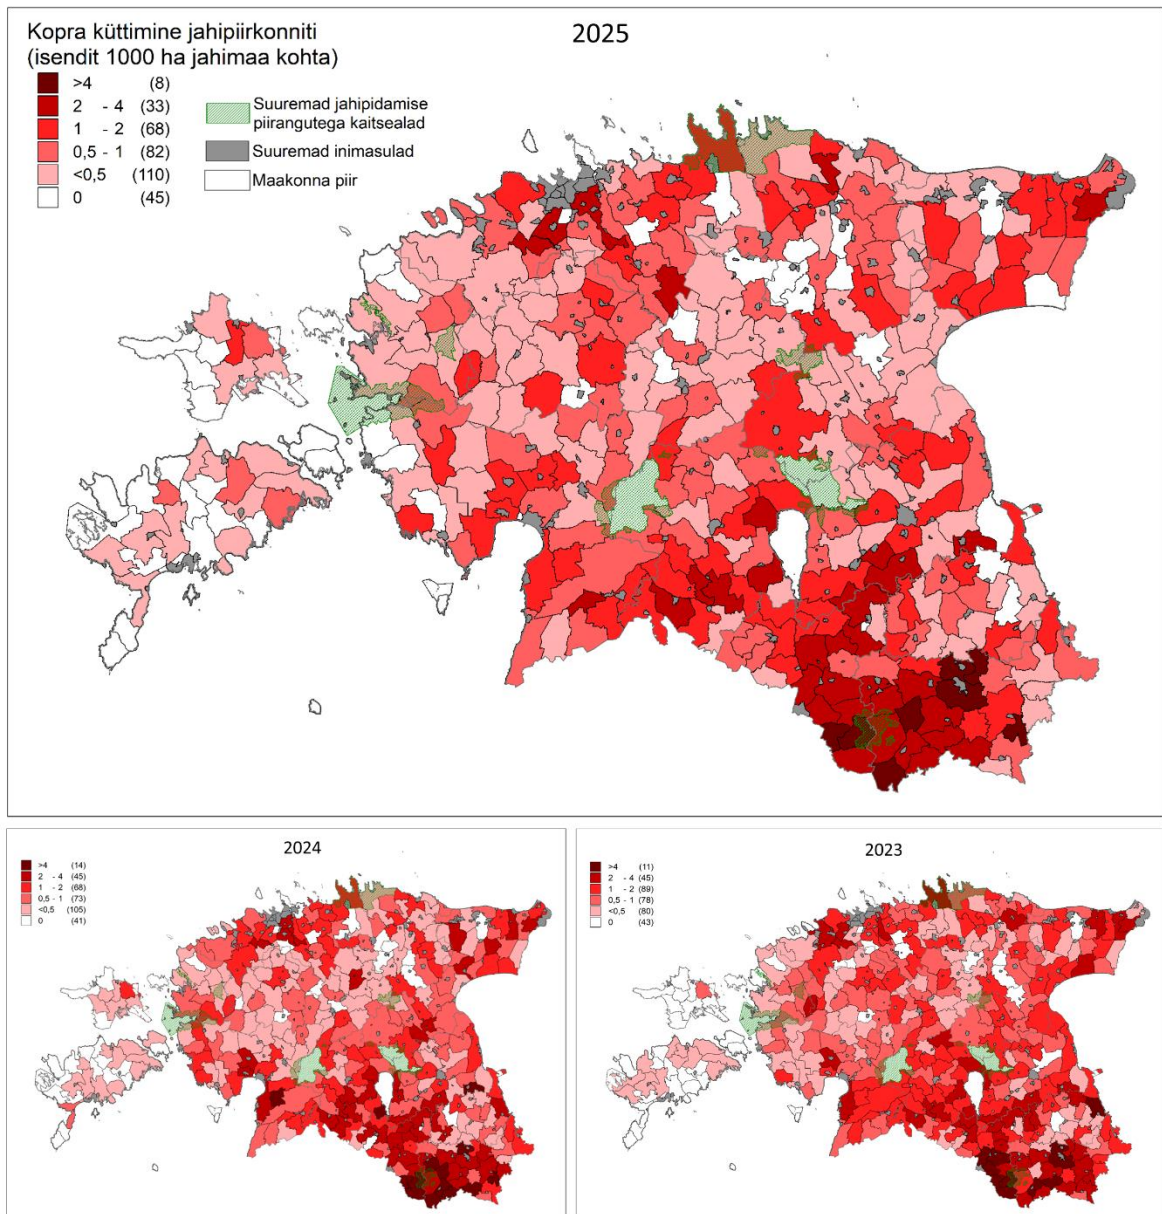 Kopra küttimine jahipiirkonniti
(isendit 1000 ha jahimaa kohta)
2025
>4 (8)
2 - 4 (33)
1 - 2 (68)
0,5 - 1 (82)
<0,5 (110)
0 (45)
Suuremad jahipidamise
piirangutega kaitsealad
Suuremad inimasulad
Maakonna piir
2024
>4 (14)
2 - 4 (45)
1 - 2 (68)
0,5 - 1 (73)
<0,5 (105)
0 (41)
2023
>4 (11)
2 - 4 (45)
1 - 2 (89)
0,5 - 1 (78)
<0,5 (80)
0 (43)